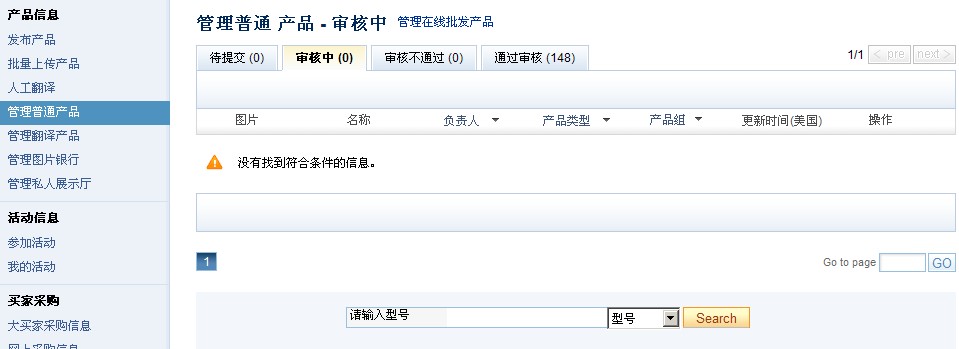 产品信息
发布产品
批量上传产品
人工翻译
管理普通产品
管理翻译产品
管理图片银行
管理私人展示厅
活动信息
参加活动
我的活动
买家采购
大买家采购信息
网上采购信息
管理普通 产品 - 审核中 管理在线批发产品
待提交 (0) 审核中 (0) 审核不通过 (0) 通过审核 (148) 1/1 < pre next >
图片 名称 负责人 产品类型 产品组 更新时间(美国) 操作
没有找到符合条件的信息。
1 Go to page GO
请输入型号 型号 Search